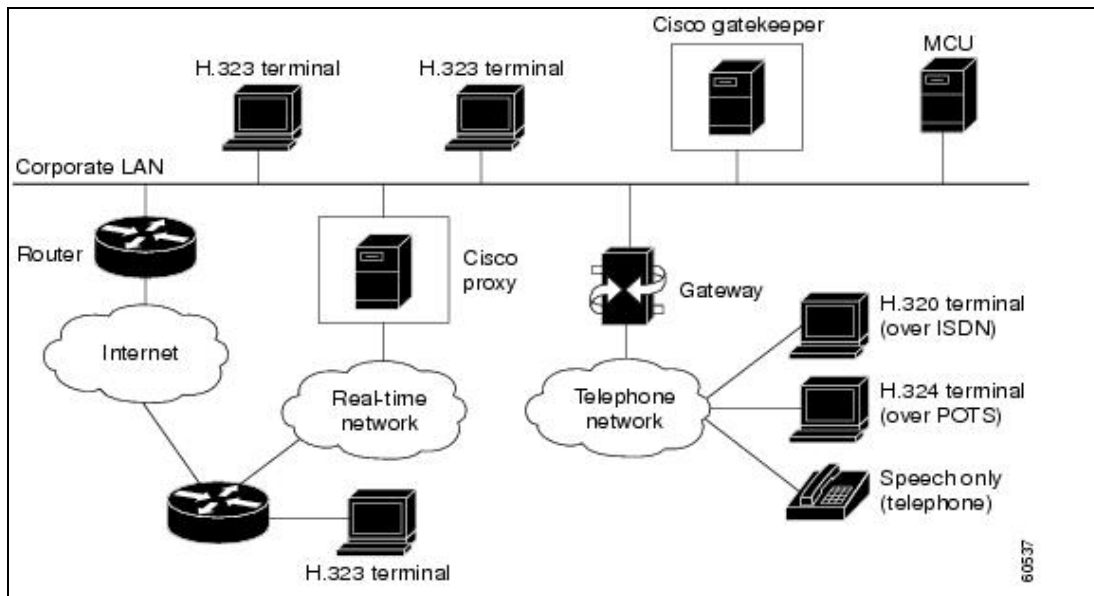 Cisco gatekeeper
MCU
H.323 terminal
H.323 terminal
Corporate LAN
Router
Cisco
proxy
Gateway
H.320 terminal
(over ISDN)
Internet
Real-time
network
Telephone
network
H.324 terminal
(over POTS)
Speech only
(telephone)
H.323 terminal
60537